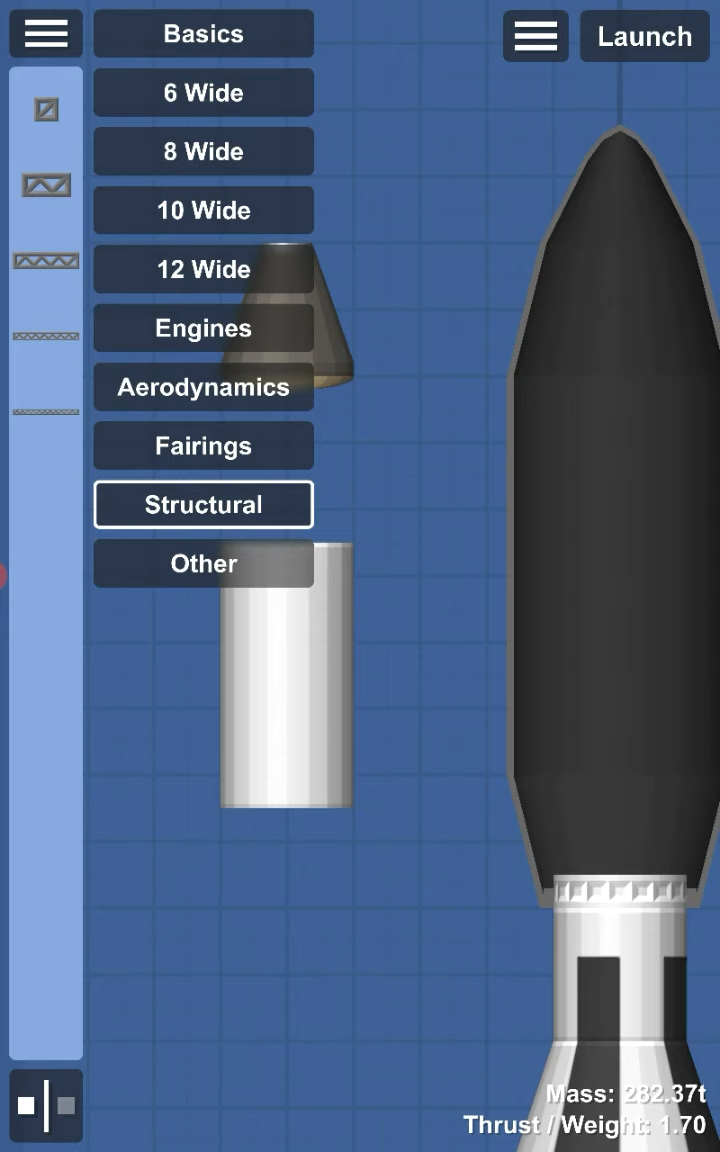 Basics
6 Wide
8 Wide
10 Wide
12 Wide
Engines
Aerodynamics
Fairings
Structural
Other
Launch
Mass: 282.37t
Thrust / Weight: 1.70